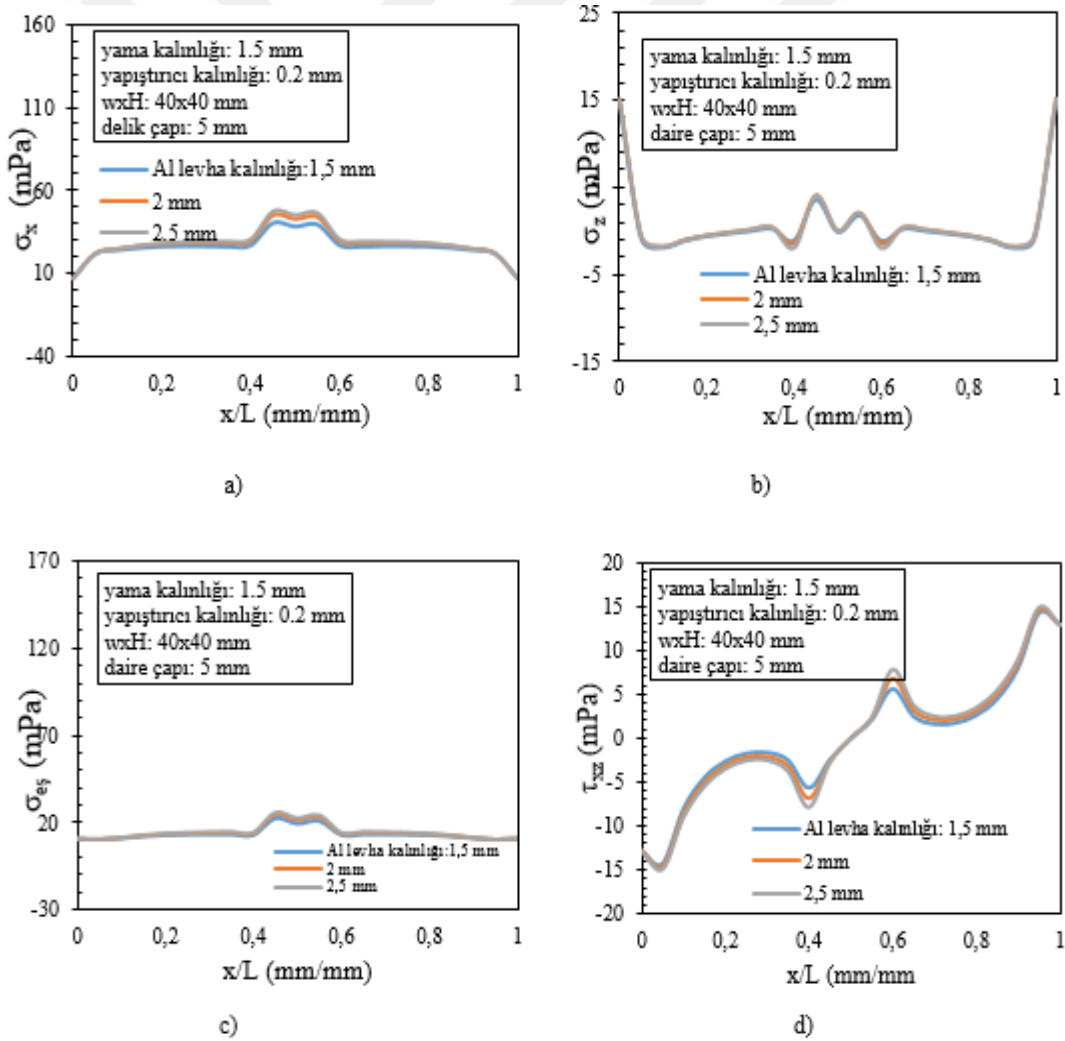 160
110
60
10
-40
σx (mPa)
yama kalınlığı: 1.5 mm
yapıştırıcı kalınlığı: 0.2 mm
wxH: 40x40 mm
delik çapı: 5 mm
Al levha kalınlığı:1,5 mm
2 mm
2.5 mm
0 0,2 0,4 0,6 0,8 1
x/L (mm/mm)
a)
25
15
5
-5
-15
σz (mPa)
yama kalınlığı: 1.5 mm
yapıştırıcı kalınlığı: 0.2 mm
wxH: 40x40 mm
daire çapı: 5 mm
Al levha kalınlığı: 1,5 mm
2 mm
2,5 mm
0 0,2 0,4 0,6 0,8 1
x/L (mm/mm)
b)
170
120
70
20
-30
σeş (mPa)
yama kalınlığı: 1.5 mm
yapıştırıcı kalınlığı: 0.2 mm
wxH: 40x40 mm
daire çapı: 5 mm
Al levha kalınlığı:1,5 mm
2 mm
2,5 mm
0 0,2 0,4 0,6 0,8 1
x/L (mm/mm)
c)
20
15
10
5
0
-5
-10
-15
-20
τxz (mPa)
yama kalınlığı: 1.5 mm
yapıştırıcı kalınlığı: 0.2 mm
wxH: 40x40 mm
daire çapı: 5 mm
Al levha kalınlığı: 1,5 mm
2 mm
2,5 mm
0 0,2 0,4 0,6 0,8 1
x/L (mm/mm
d)